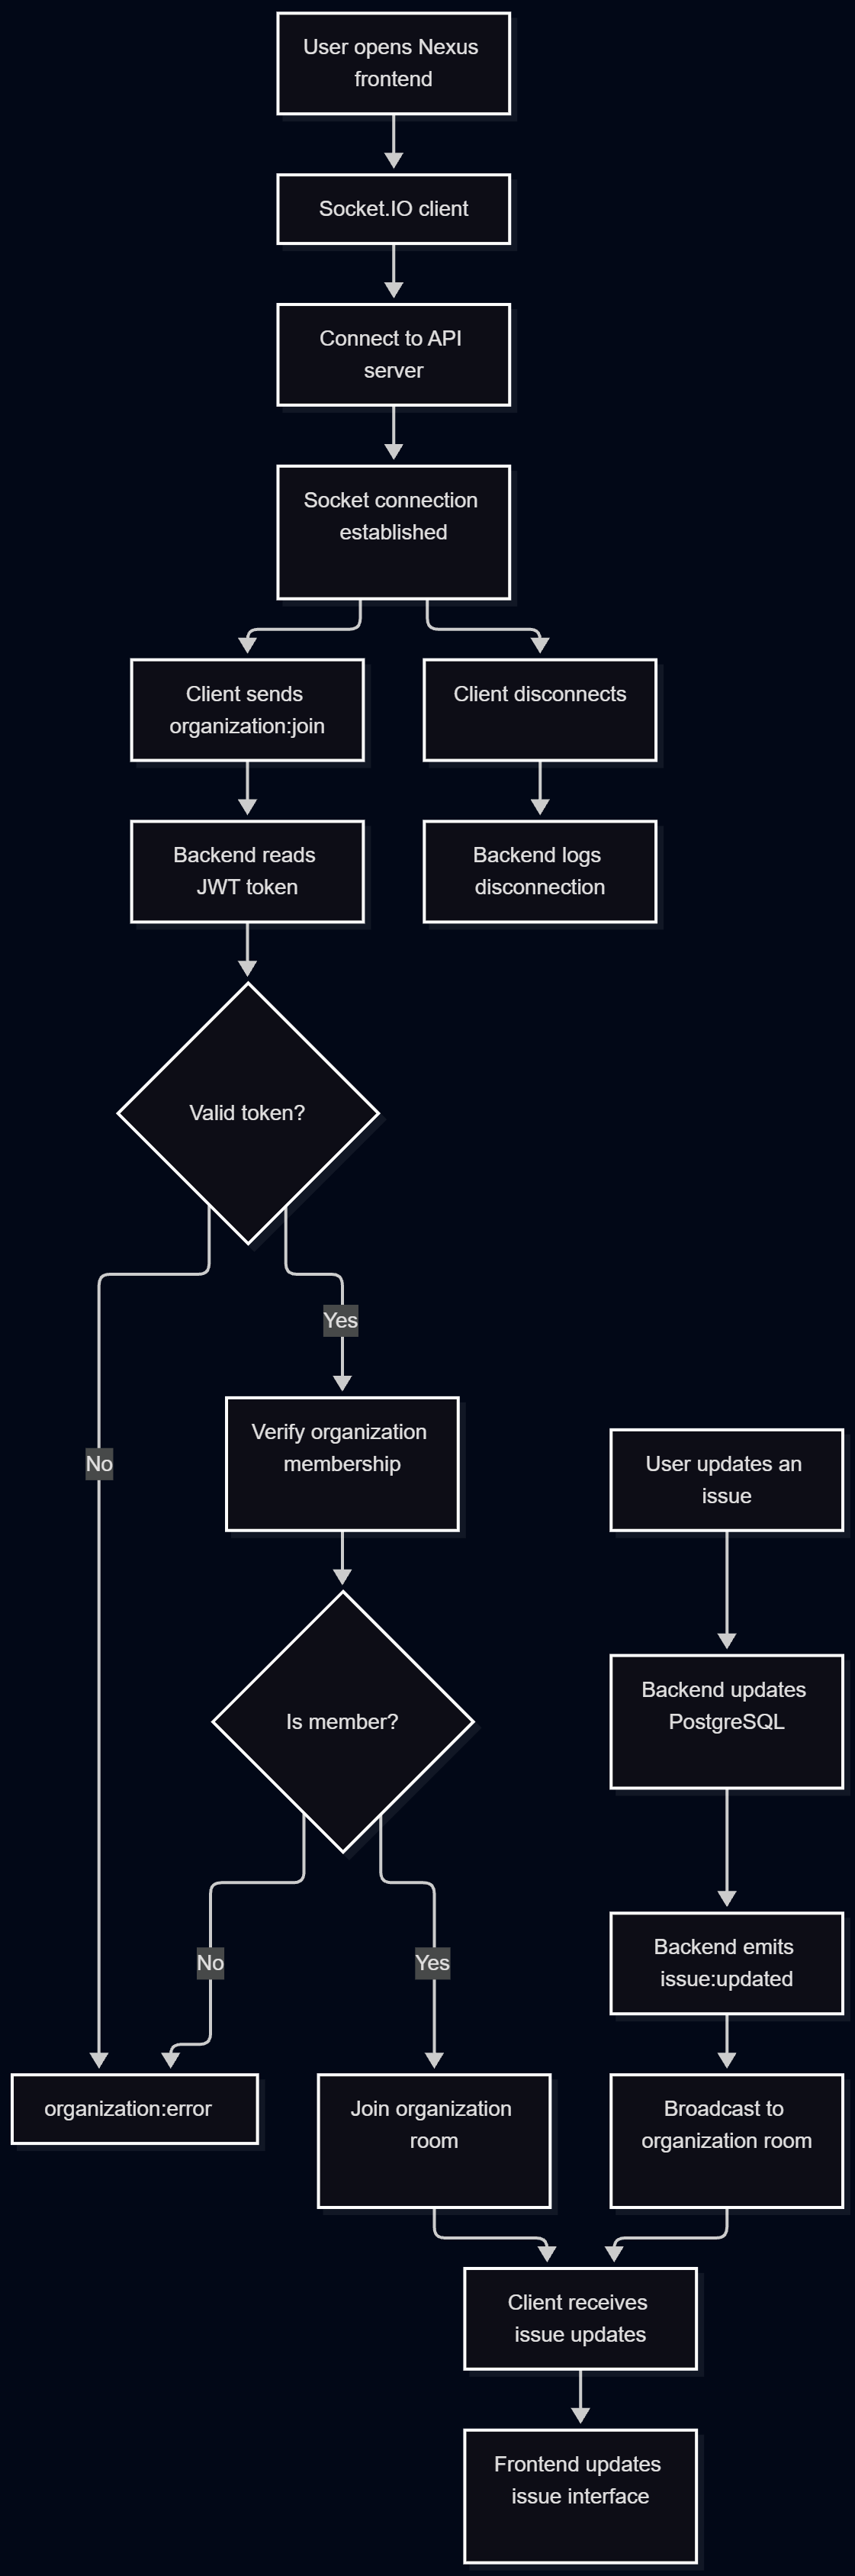 User opens Nexus
frontend
Socket.IO client
Connect to API
server
Socket connection
established
Client sends
organization:join
Client disconnects
Backend reads
JWT token
Backend logs
disconnection
Valid token?
Yes
No
Verify organization
membership
User updates an
issue
Is member?
Backend updates
PostgreSQL
No
Yes
Backend emits
issue:updated
organization:error
Join organization
room
Broadcast to
organization room
Client receives
issue updates
Frontend updates
issue interface